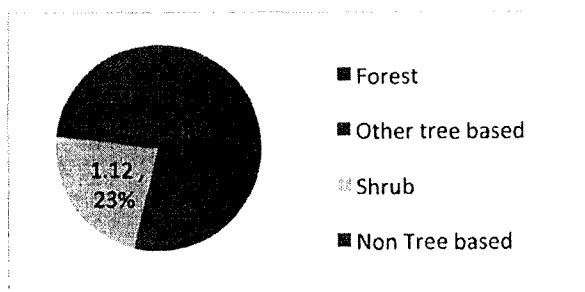 Forest
Other tree based
1.12,
23%
Shrub
Non Tree based